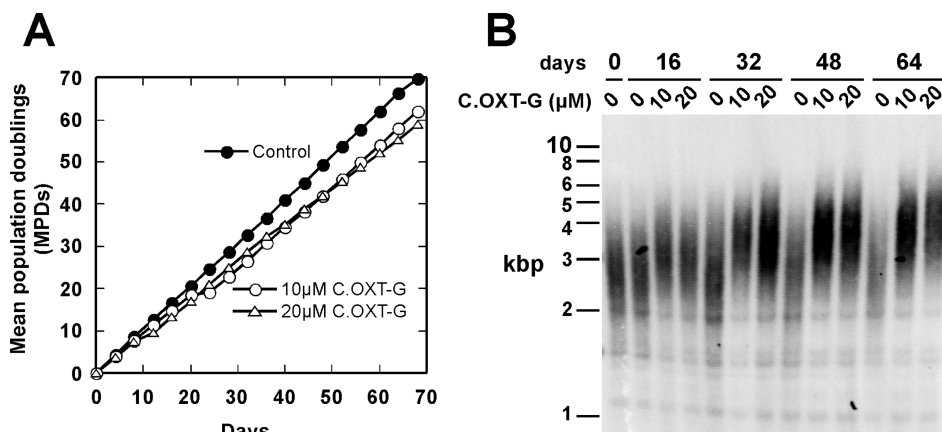 A
Mean population doublings
(MPDs)
70
60
50
40
30
20
10
0
Control
10µM C.OXT-G
20µM C.OXT-G
0 10 20 30 40 50 60 70
Days
B
days 0 16 32 48 64
C.OXT-G (µM) 0 0 10 20 0 10 20 0 10 20 0 10 20
kbp
10
8
6
5
4
3
2
1